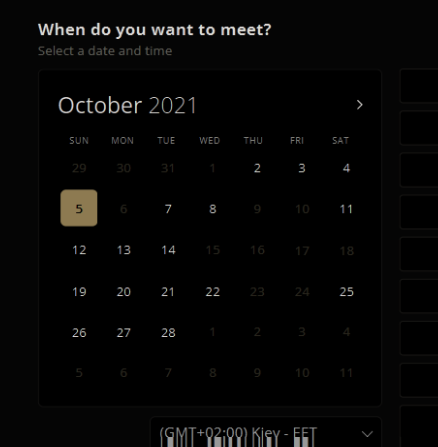 When do you want to meet?
Select a date and time
October 2021
SUN MON TUE WED THU FRI SAT
29 30 31 1 2 3 4
5 6 7 8 9 10 11
12 13 14 15 16 17 18
19 20 21 22 23 24 25
26 27 28 1 2 3 4
5 6 7 8 9 10 11
(GMT+02:00) Kiev - EET